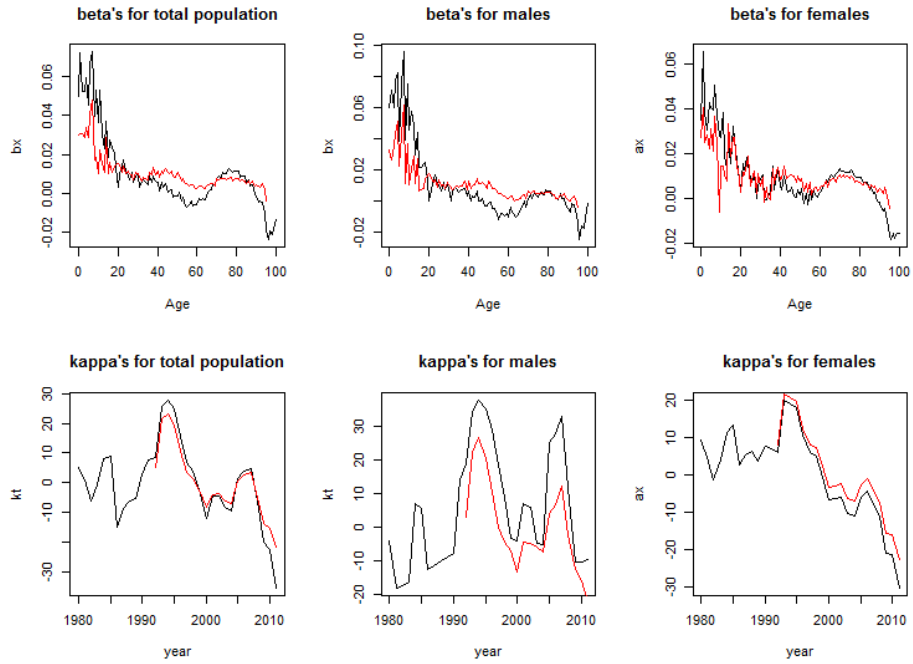 beta's for total population
bx
0.06
0.04
0.02
0.00
-0.02
0 20 40 60 80 100
Age
beta's for males
bx
0.10
0.06
0.02
-0.02
0 20 40 60 80 100
Age
beta's for females
ax
0.06
0.04
0.02
0.00
-0.02
0 20 40 60 80 100
Age
kappa's for total population
kt
30
20
10
0
-10
-30
1980 1990 2000 2010
year
kappa's for males
kt
40
30
20
10
0
-10
-20
1980 1990 2000 2010
year
kappa's for females
ax
20
10
0
-10
-20
-30
1980 1990 2000 2010
year